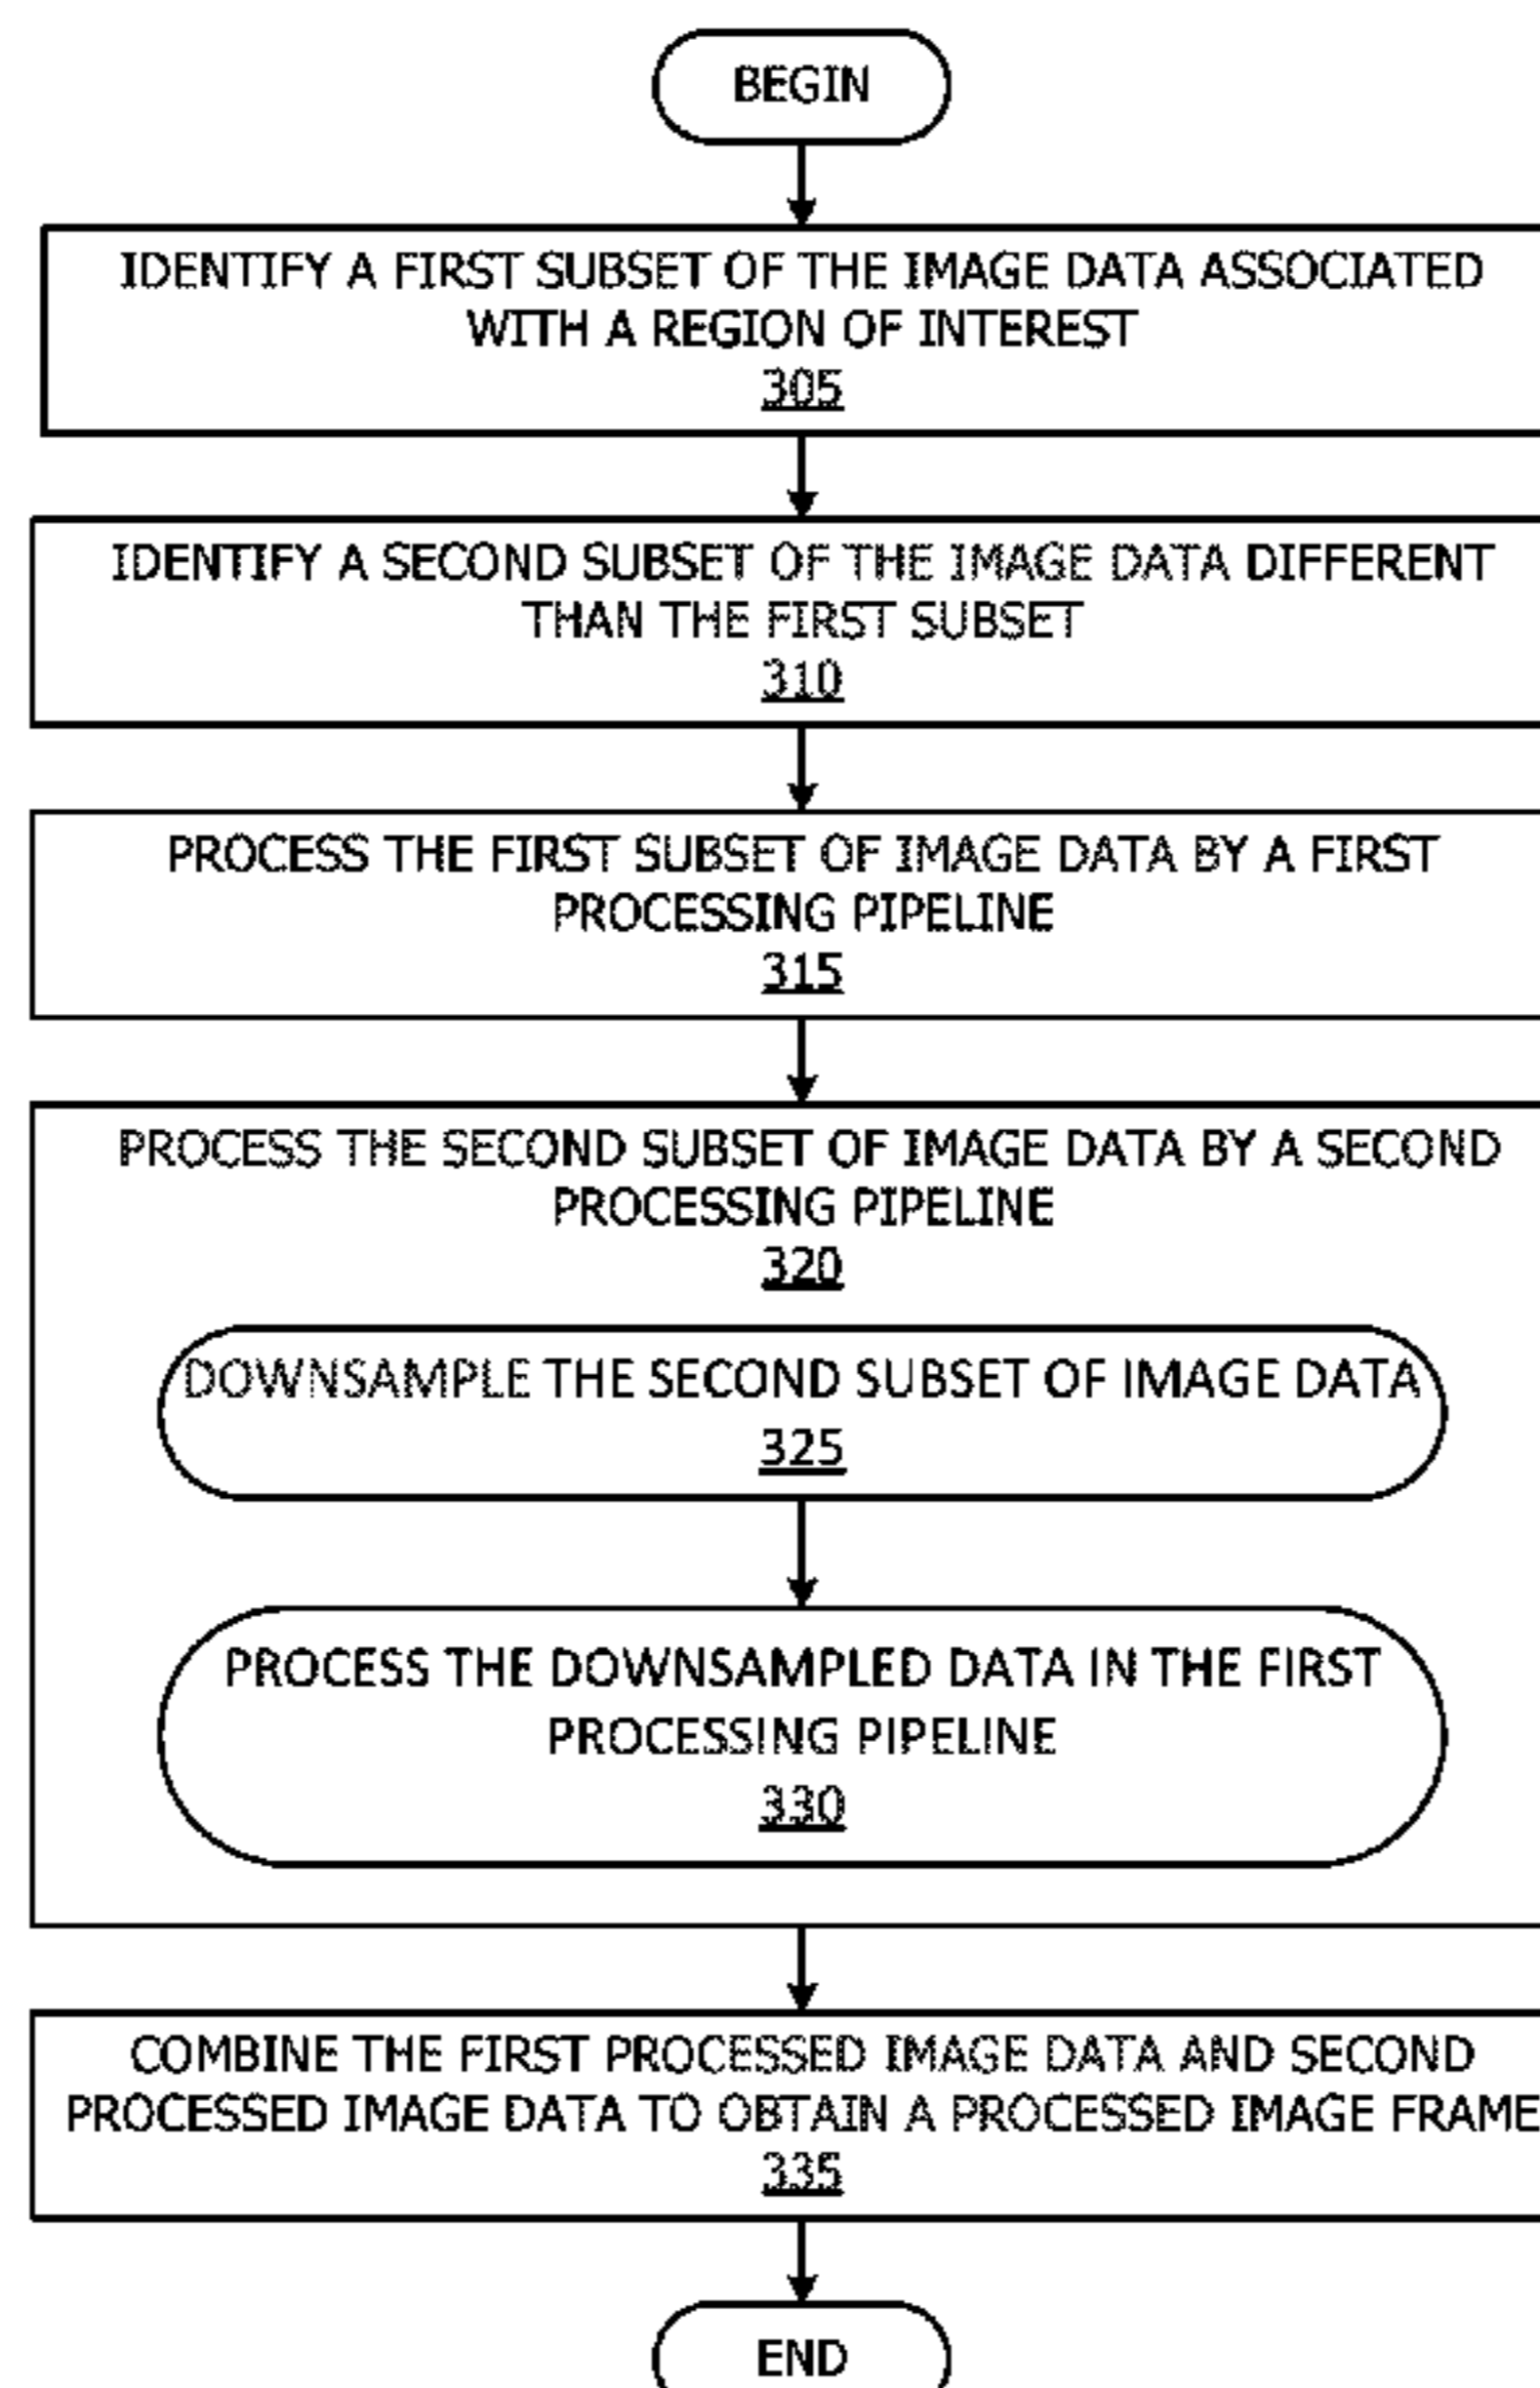 BEGIN
IDENTIFY A FIRST SUBSET OF THE IMAGE DATA ASSOCIATED
WITH A REGION OF INTEREST
305
IDENTIFY A SECOND SUBSET OF THE IMAGE DATA DIFFERENT
THAN THE FIRST SUBSET
310
PROCESS THE FIRST SUBSET OF IMAGE DATA BY A FIRST
PROCESSING PIPELINE
315
PROCESS THE SECOND SUBSET OF IMAGE DATA BY A SECOND
PROCESSING PIPELINE
320
DOWNSAMPLE THE SECOND SUBSET OF IMAGE DATA
325
PROCESS THE DOWNSAMPLED DATA IN THE FIRST
PROCESSING PIPELINE
330
COMBINE THE FIRST PROCESSED IMAGE DATA AND SECOND
PROCESSED IMAGE DATA TO OBTAIN A PROCESSED IMAGE FRAME
335
END